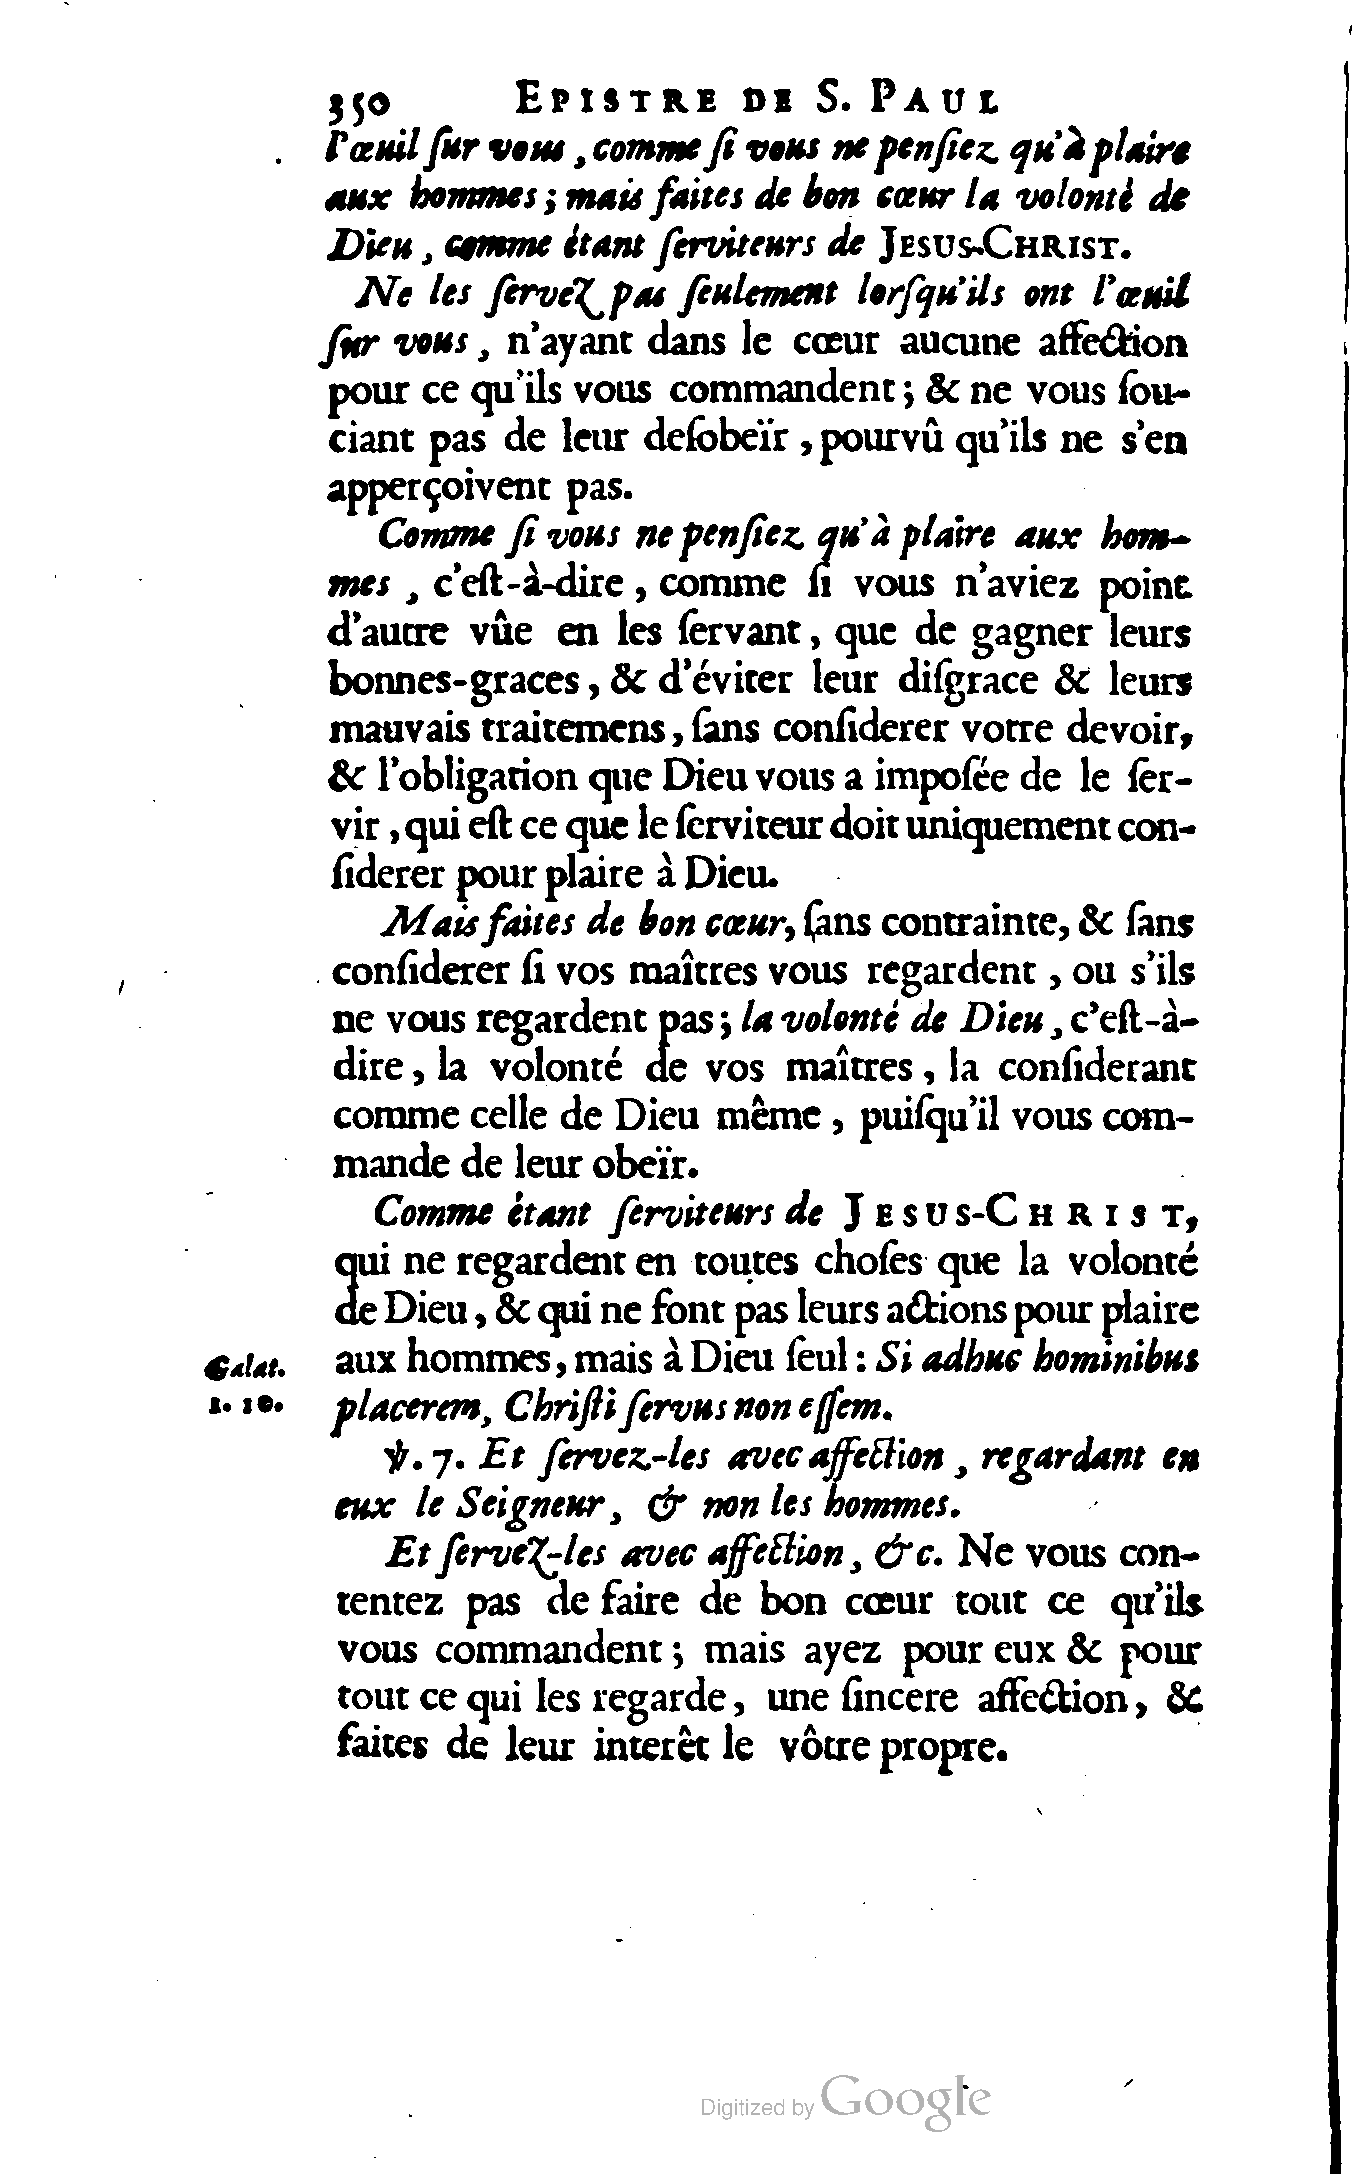 350 EPISTRE DE S. PAUL
l'œuil ſur vous, comme ſi vous ne penſiez qu'à plaire
aux hommes; mais faites de bon cœur la volonté de
Dieu, comme étant ſerviteurs de JESUS-CHRIST.
Ne les ſervez pas ſeulement lorſqu'ils ont l'œuil
ſur vous, n'ayant dans le cœur aucune affection
pour ce qu'ils vous commandent; & ne vous ſou-
ciant pas de leur deſobeïr, pourvû qu'ils ne s'en
apperçoivent pas.
Comme ſi vous ne penſiez qu'à plaire aux hom-
mes, c'eſt-à-dire, comme ſi vous n'aviez point
d'autre vûe en les ſervant, que de gagner leurs
bonnes-graces, & d'éviter leur diſgrace & leurs
mauvais traitemens, ſans conſiderer votre devoir,
& l'obligation que Dieu vous a impoſée de le ſer-
vir, qui eſt ce que le ſerviteur doit uniquement con-
ſiderer pour plaire à Dieu.
Mais faites de bon cœur, ſans contrainte, & ſans
conſiderer ſi vos maîtres vous regardent, ou s'ils
ne vous regardent pas; la volonté de Dieu, c'eſt-à-
dire, la volonté de vos maîtres, la conſiderant
comme celle de Dieu même, puiſqu'il vous com-
mande de leur obeïr.
Comme étant ſerviteurs de JESUS-CHRIST,
qui ne regardent en toutes choſes que la volonté
de Dieu, & qui ne font pas leurs actions pour plaire
aux hommes, mais à Dieu ſeul: Si adhuc hominibus
Galat.
1. 10.
placerem, Chriſti ſervus non eſſem.
℣. 7. Et ſervez-les avec affection, regardant en
eux le Seigneur, & non les hommes.
Et ſervez-les avec affection, &c. Ne vous con-
tentez pas de faire de bon cœur tout ce qu'ils
vous commandent; mais ayez pour eux & pour
tout ce qui les regarde, une ſincere affection, &
faites de leur interêt le vôtre propre.
Digitized by Google